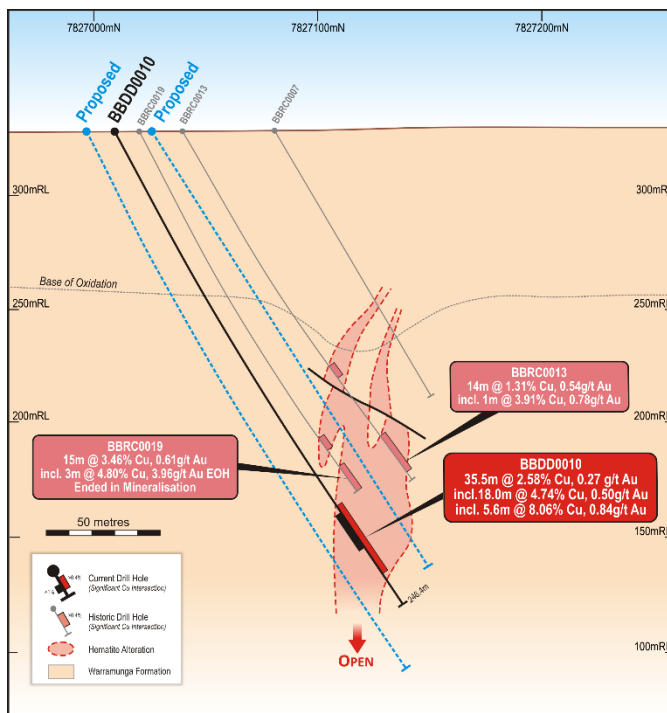 7827000mN
7827100mN
7827200mN
Proposed
BBDD0010
BBRC0019
Proposed
BBRC0013
BBRC0007
300mRL
300mRL
Base of Oxidation
250mRL
250mRL
200mRL
200mRL
BBRC0013
14m @ 1.31% Cu, 0.54g/t Au
incl. 1m @ 3.91% Cu, 0.78g/t Au
BBRC0019
15m @ 3.46% Cu, 0.61g/t Au
incl. 3m @ 4.80% Cu, 3.96g/t Au EOH
Ended in Mineralisation
BBDD0010
35.5m @ 2.58% Cu, 0.27 g/t Au
incl.18.0m @ 4.74% Cu, 0.50g/t Au
incl. 5.6m @ 8.06% Cu, 0.84g/t Au
50 metres
150mRL
246.4m
Current Drill Hole
(Significant Cu Intersection)
Historic Drill Hole
(Significant Cu Intersection)
Hematite Alteration
Warramunga Formation
OPEN
100mRL